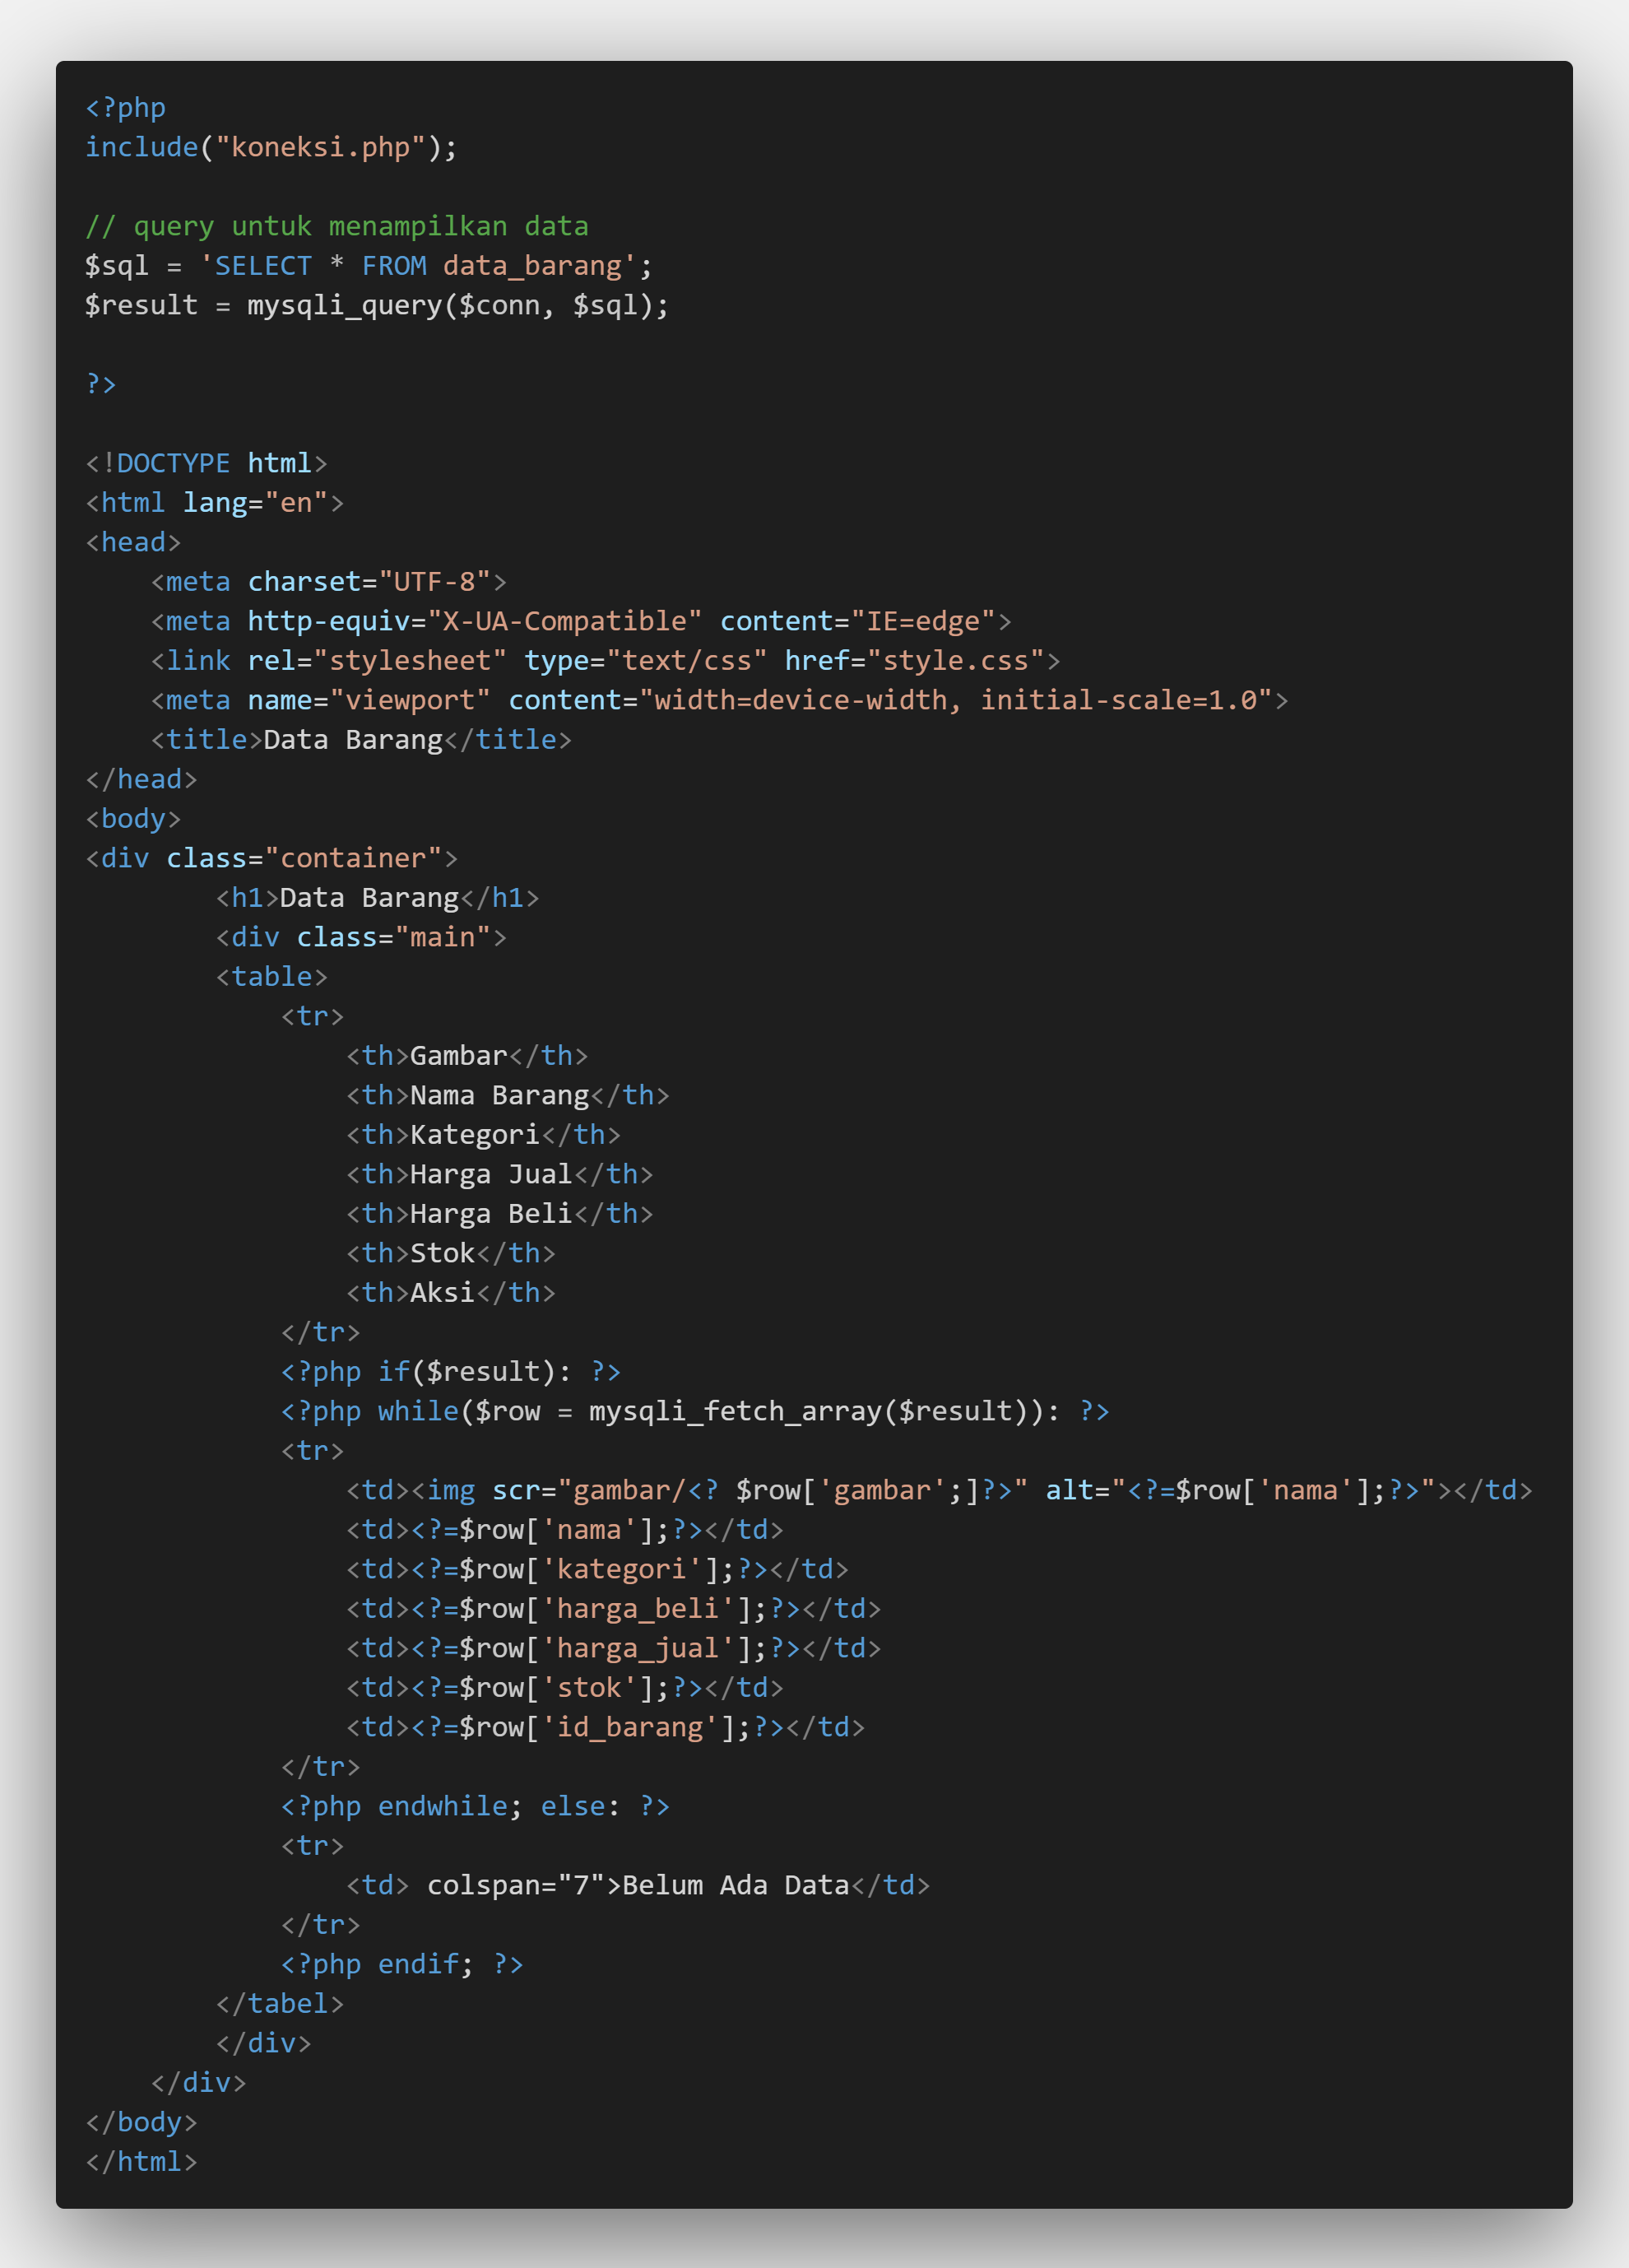 <?php
include("koneksi.php");

// query untuk menampilkan data
$sql = 'SELECT * FROM data_barang';
$result = mysqli_query($conn, $sql);

?>

<!DOCTYPE html>
<html lang="en">
<head>
    <meta charset="UTF-8">
    <meta http-equiv="X-UA-Compatible" content="IE=edge">
    <link rel="stylesheet" type="text/css" href="style.css">
    <meta name="viewport" content="width=device-width, initial-scale=1.0">
    <title>Data Barang</title>
</head>
<body>
<div class="container">
        <h1>Data Barang</h1>
        <div class="main">
        <table>
            <tr>
                <th>Gambar</th>
                <th>Nama Barang</th>
                <th>Kategori</th>
                <th>Harga Jual</th>
                <th>Harga Beli</th>
                <th>Stok</th>
                <th>Aksi</th>
            </tr>
            <?php if($result): ?>
            <?php while($row = mysqli_fetch_array($result)): ?>
            <tr>
                <td><img scr="gambar/<? $row['gambar';]?>" alt="<?=$row['nama'];?>"></td>
                <td><?=$row['nama'];?></td>
                <td><?=$row['kategori'];?></td>
                <td><?=$row['harga_beli'];?></td>
                <td><?=$row['harga_jual'];?></td>
                <td><?=$row['stok'];?></td>
                <td><?=$row['id_barang'];?></td>
            </tr>
            <?php endwhile; else: ?>
            <tr>
                <td> colspan="7">Belum Ada Data</td>
            </tr>
            <?php endif; ?>
        </tabel>
        </div>
    </div>
</body>
</html>